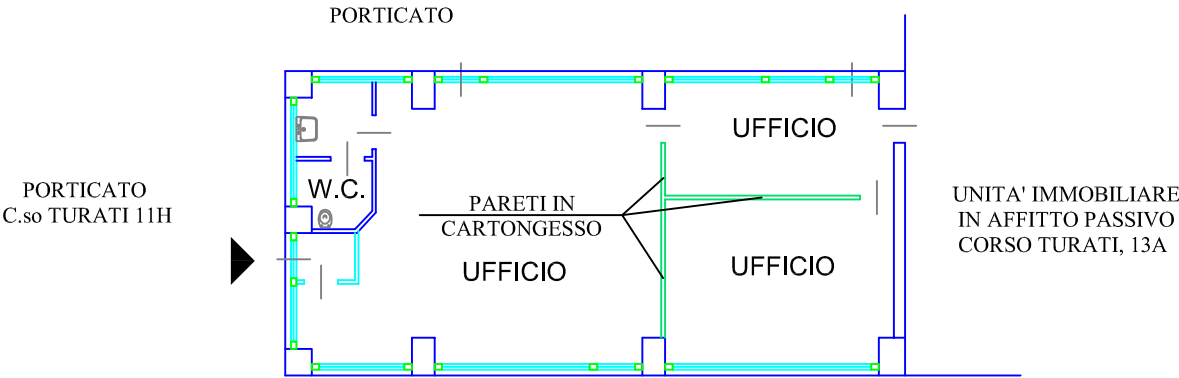 PORTICATO
UFFICIO
PORTICATO
C.so TURATI 11H
W.C.
PARETI IN
CARTONGESSO
UFFICIO
UFFICIO
UNITA' IMMOBILIARE
IN AFFITTO PASSIVO
CORSO TURATI, 13A